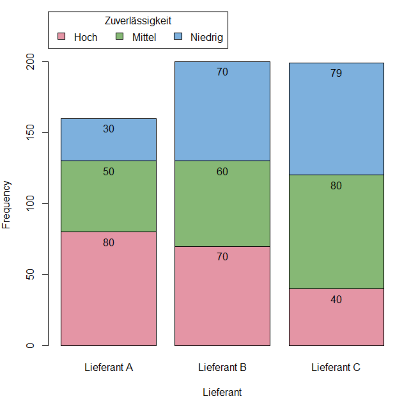 Zuverlässigkeit
Hoch Mittel Niedrig
200
150
100
50
0
Frequency
30
50
80
70
60
70
79
80
40
Lieferant A Lieferant B Lieferant C
Lieferant